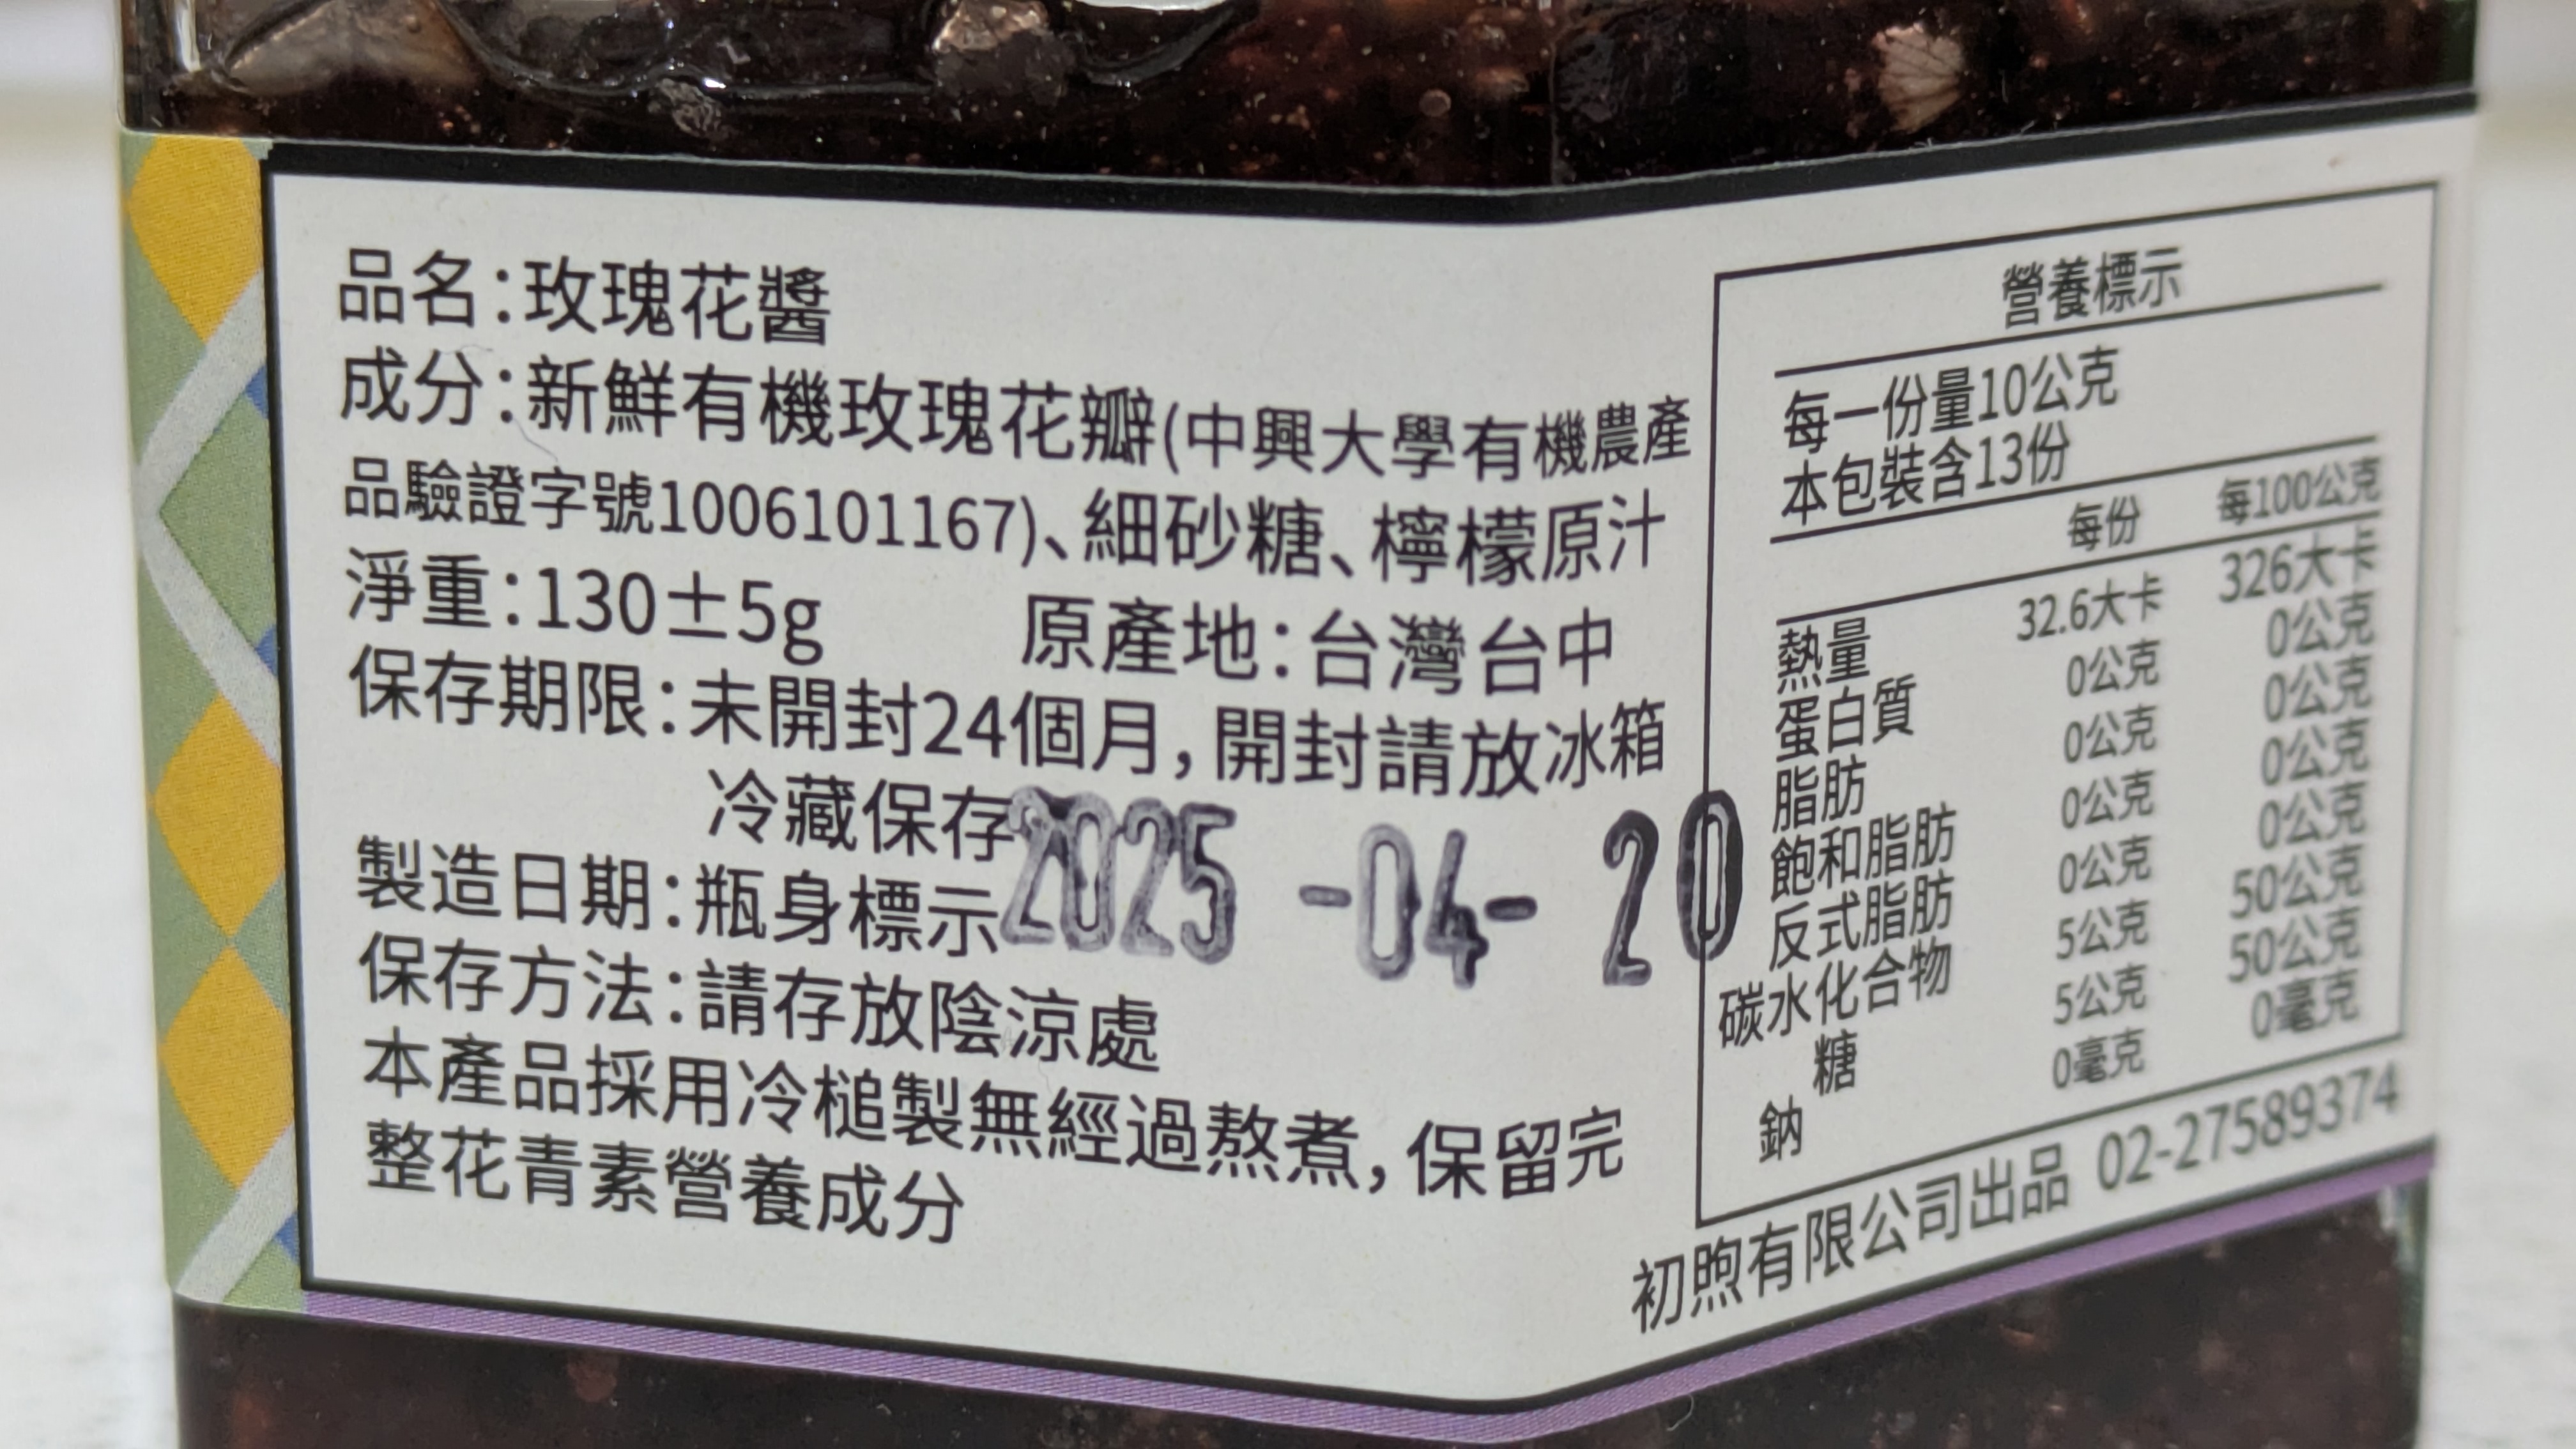 品名:玫瑰花醬
成分:新鮮有機玫瑰花瓣(中興大學有機農產
品驗證字號1006101167)、細砂糖、檸檬原汁
淨重:130±5g 原產地:台灣台中
保存期限:未開封24個月,開封請放冰箱
冷藏保存
製造日期:瓶身標示 2025-04-20
保存方法:請存放陰涼處
本產品採用冷槌製無經過熬煮,保留完
整花青素營養成分
營養標示
每一份量10公克
本包裝含13份
每份 每100公克
熱量 32.6大卡 326大卡
蛋白質 0公克 0公克
脂肪 0公克 0公克
飽和脂肪 0公克 0公克
反式脂肪 0公克 0公克
碳水化合物 5公克 50公克
糖 5公克 50公克
鈉 0毫克 0毫克
初煦有限公司出品 02-27589374